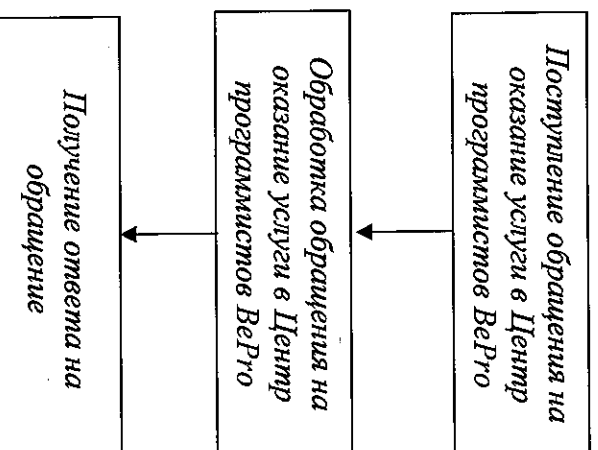 Поступление обращения на
оказание услуги в Центр
программистов BePro
Обработка обращения на
оказание услуги в Центр
программистов BePro
Получение ответа на
обращение